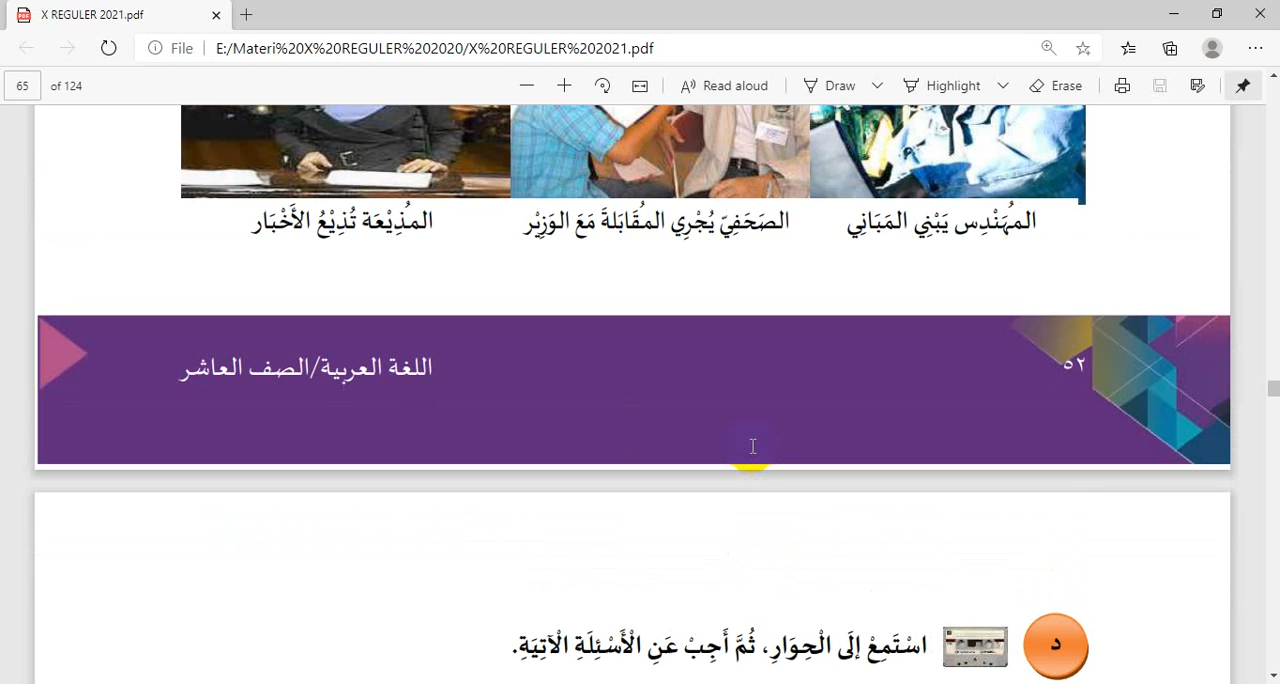 X REGULER 2021.pdf
File
E:/Materi%20X%20REGULER%202020/X%20REGULER%202021.pdf
65 of 124
Read aloud
Draw
Highlight
Erase
المُهَنْدِس يَبْنِي المَبَانِي
الصَحَفِيّ يُجْرِي المُقَابَلةَ مَعَ الوَزِيْر
المُذِيْعَة تُذِيْعُ الأَخْبَار
٥٢
اللغة العربية/الصف العاشر
د
اسْتَمِعْ إلَى الْحِوَارِ، ثُمَّ أَجِبْ عَنِ الْأَسْئِلَةِ الْآتِيَةِ.